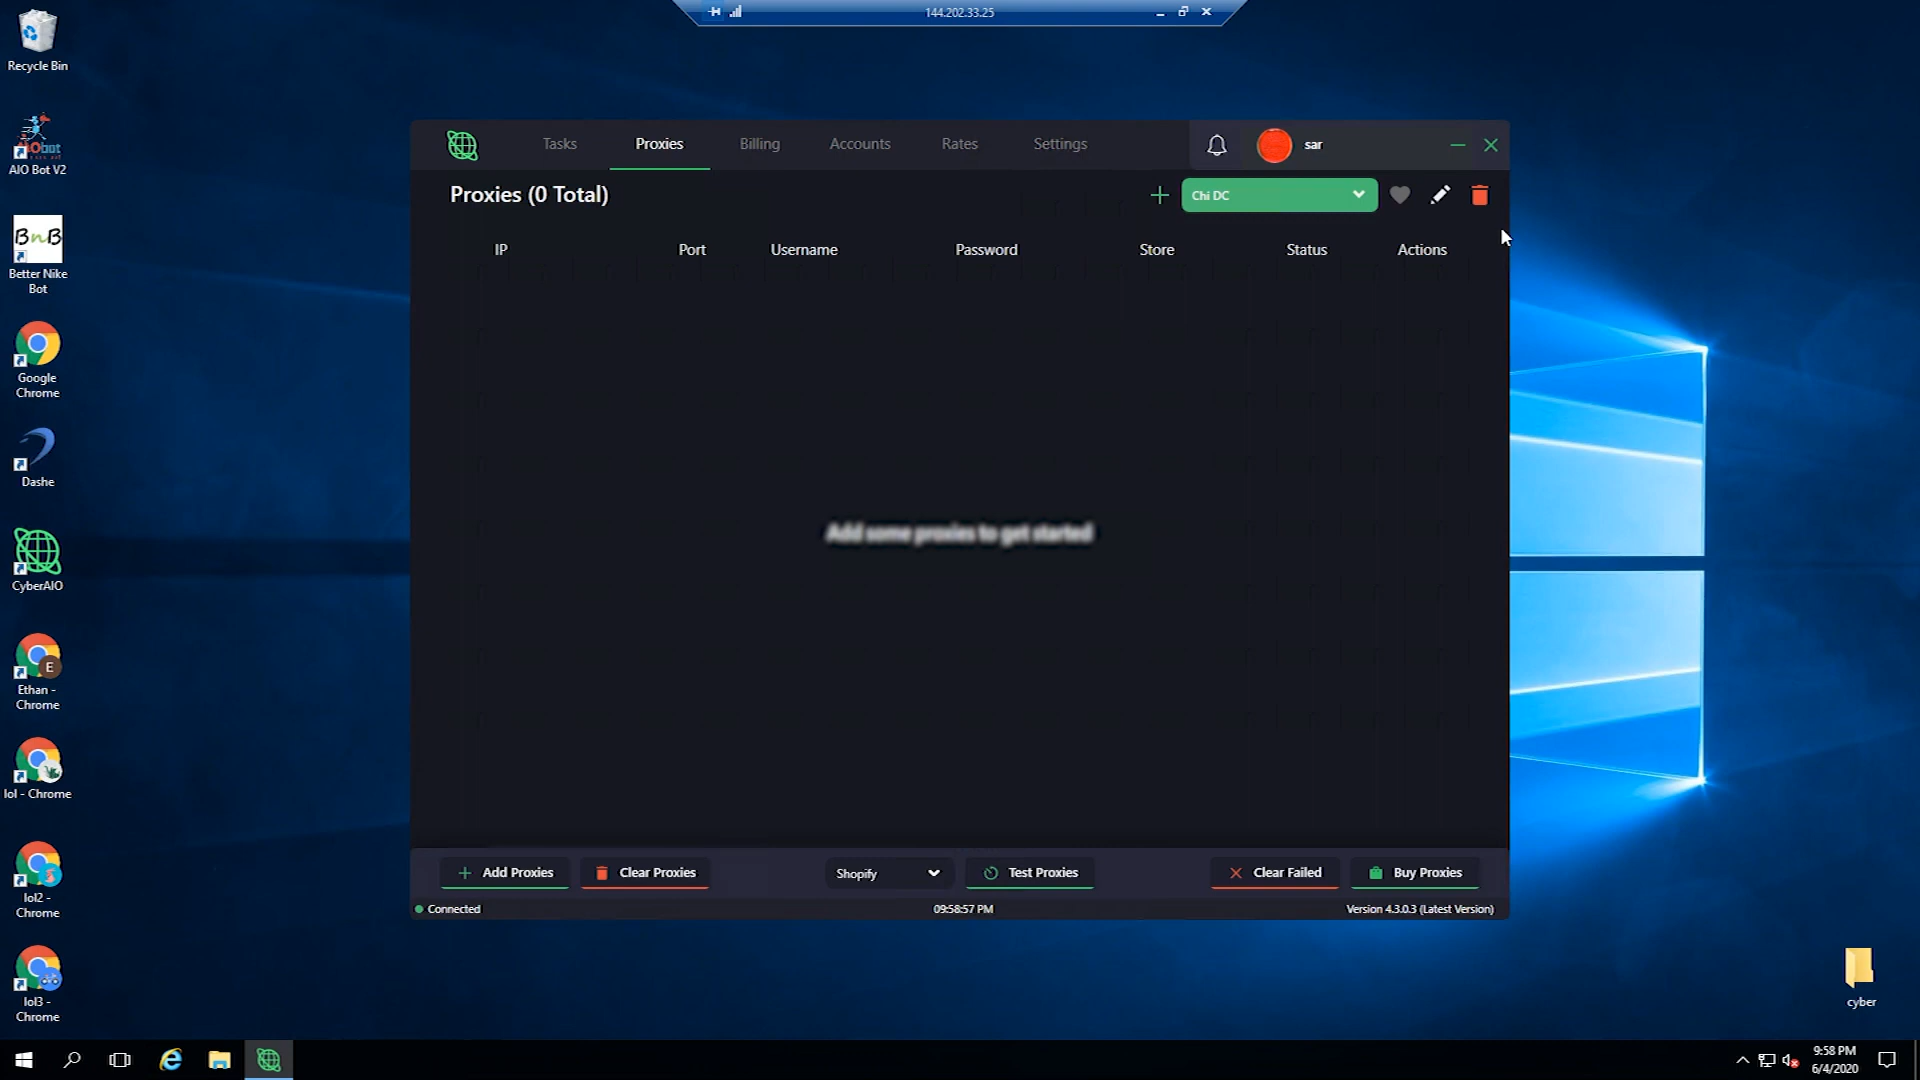 144.202.33.25
Recycle Bin
AIO Bot V2
BnB
Better Nike
Bot
Google
Chrome
Dashe
CyberAIO
E
Ethan -
Chrome
lol - Chrome
lol2 -
Chrome
lol3 -
Chrome
Tasks
Proxies
Billing
Accounts
Rates
Settings
sar
Proxies (0 Total)
Chi DC
IP
Port
Username
Password
Store
Status
Actions
Add some proxies to get started
Add Proxies
Clear Proxies
Shopify
Test Proxies
Clear Failed
Buy Proxies
Connected
09:58:57 PM
Version 4.3.0.3 (Latest Version)
cyber
9:58 PM
6/4/2020